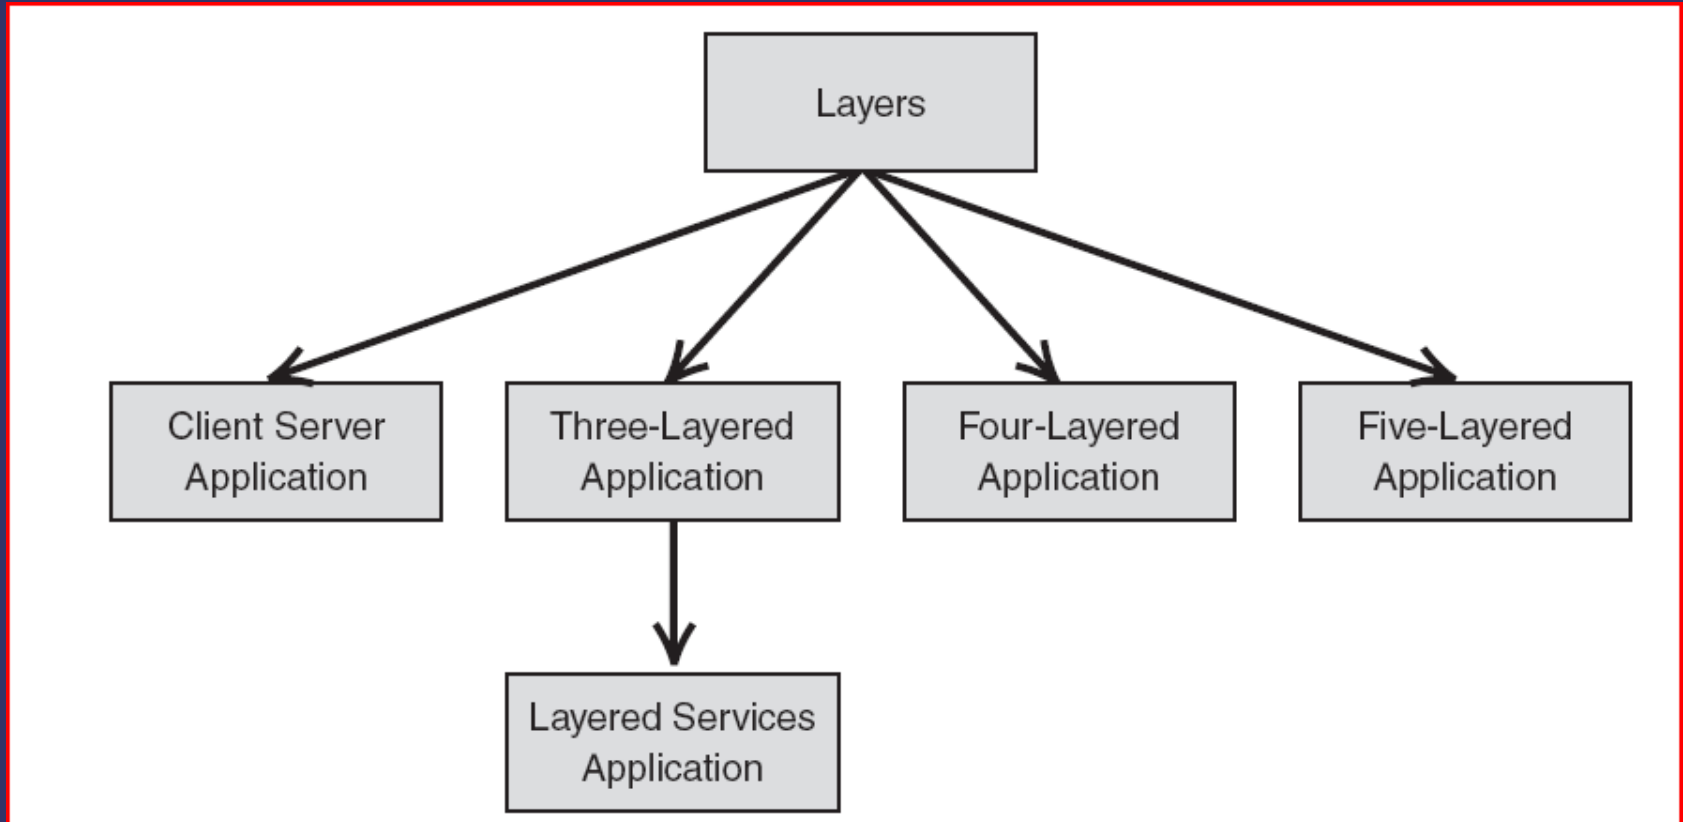 Layers
Client Server
Application
Three-Layered
Application
Four-Layered
Application
Five-Layered
Application
Layered Services
Application